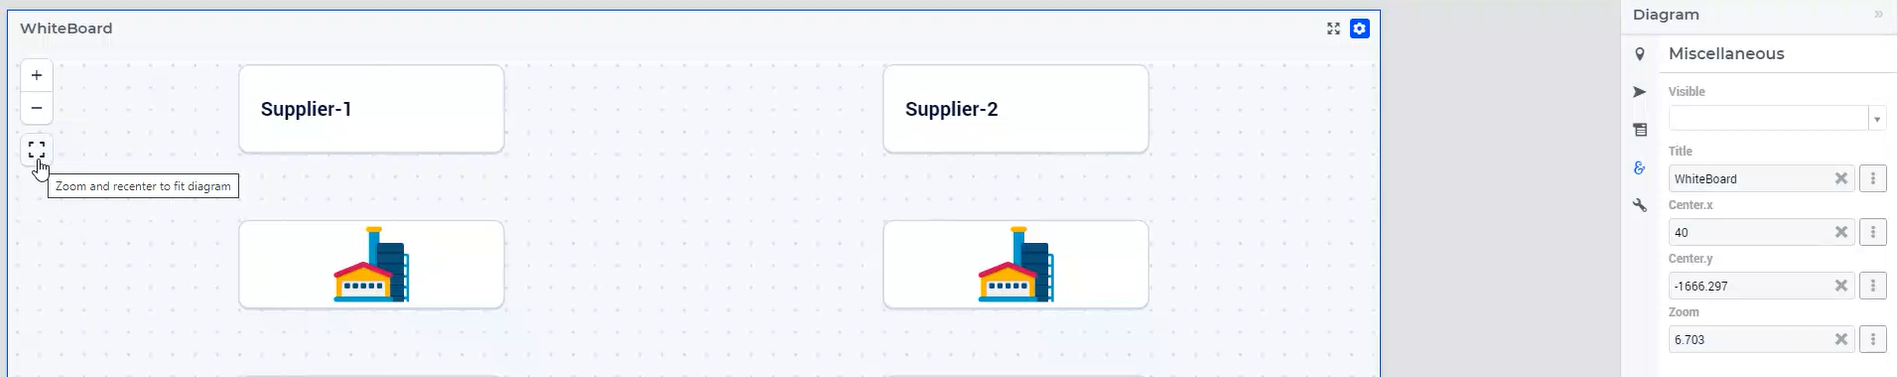 WhiteBoard
Supplier-1
Supplier-2
Zoom and recenter to fit diagram
Diagram
Miscellaneous
Visible
Title
WhiteBoard
Center.x
40
Center.y
-1666.297
Zoom
6.703